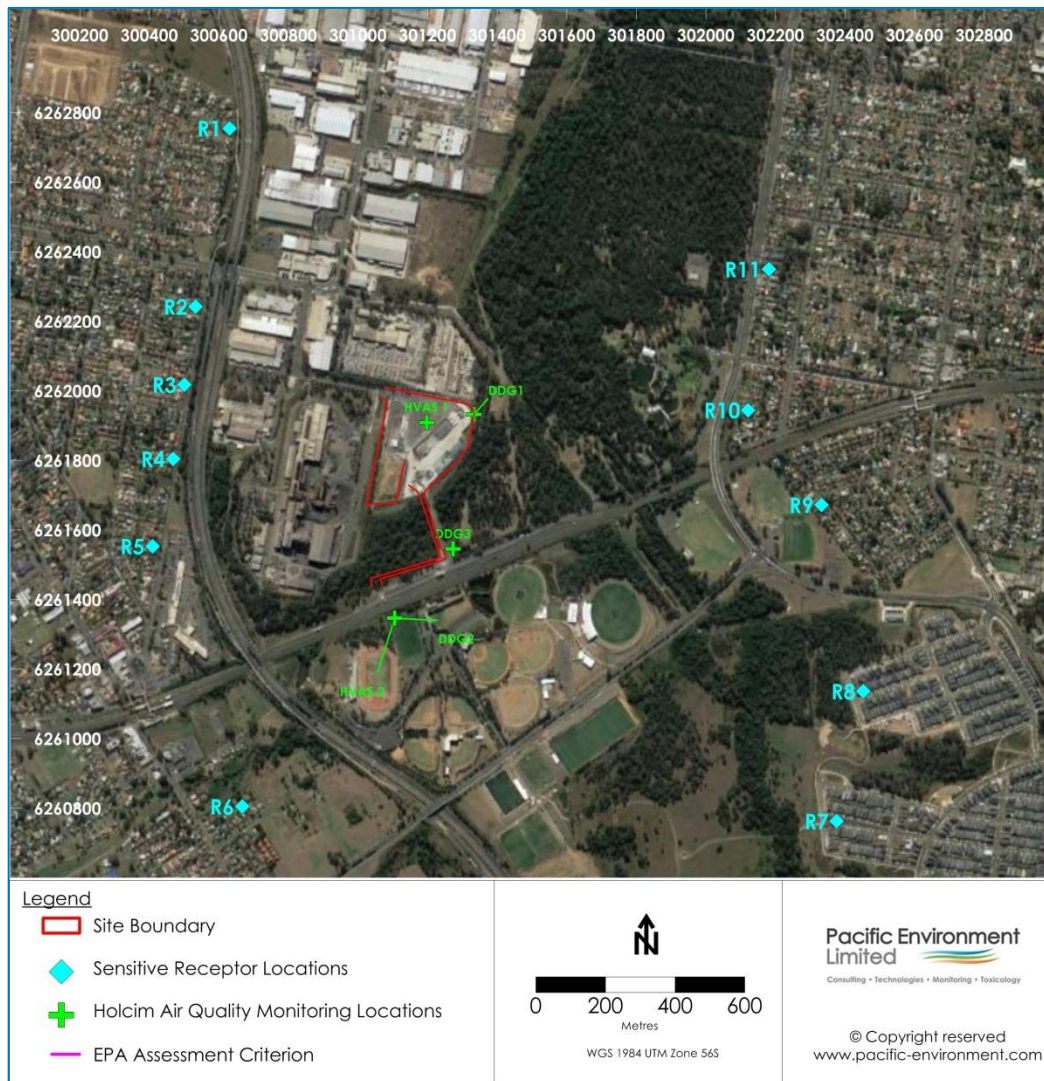 300200 300400 300600 300800 301000 301200 301400 301600 301800 302000 302200 302400 302600 302800
6262800
R1
6262600
6262400
R11
R2
6262200
6262000
R3
DDG1
HVAS 1
R10
6261800
R4
R9
6261600
R5
DDG3
6261400
DDG2
6261200
HVAS 2
R8
6261000
6260800
R6
R7
Legend
Site Boundary
Sensitive Receptor Locations
Holcim Air Quality Monitoring Locations
EPA Assessment Criterion
N
0 200 400 600
Metres
WGS 1984 UTM Zone 56S
Pacific Environment
Limited
Consulting • Technologies • Monitoring • Toxicology
© Copyright reserved
www.pacific-environment.com